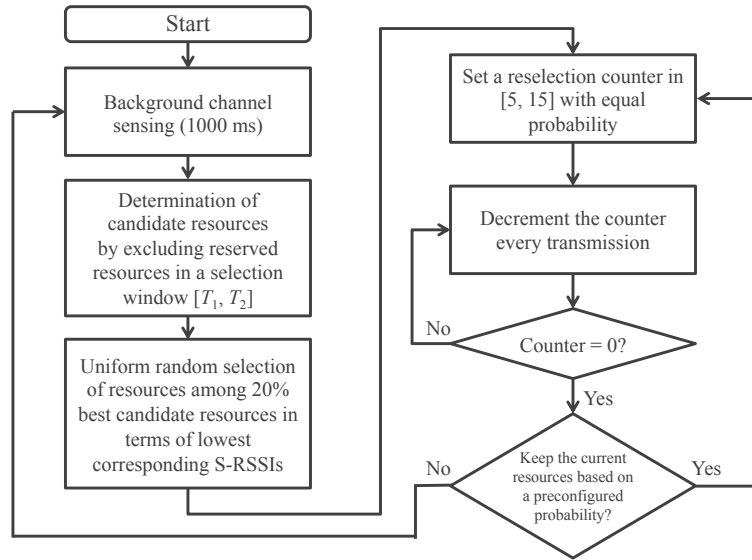 Start
Background channel
sensing (1000 ms)
Determination of
candidate resources
by excluding reserved
resources in a selection
window [T1, T2]
Uniform random selection
of resources among 20%
best candidate resources in
terms of lowest
corresponding S-RSSIs
Set a reselection counter in
[5, 15] with equal
probability
Decrement the counter
every transmission
No
Counter = 0?
Yes
No
Keep the current
resources based on
a preconfigured
probability?
Yes